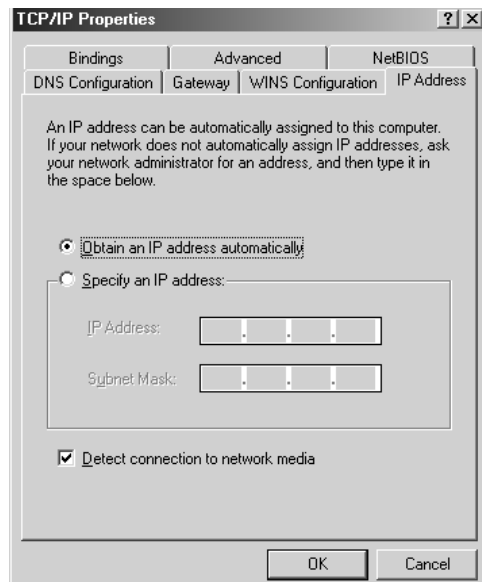 TCP/IP Properties
Bindings Advanced NetBIOS
DNS Configuration Gateway WINS Configuration IP Address
An IP address can be automatically assigned to this computer.
If your network does not automatically assign IP addresses, ask
your network administrator for an address, and then type it in
the space below.
Obtain an IP address automatically
Specify an IP address:
IP Address:
Subnet Mask:
Detect connection to network media
OK Cancel